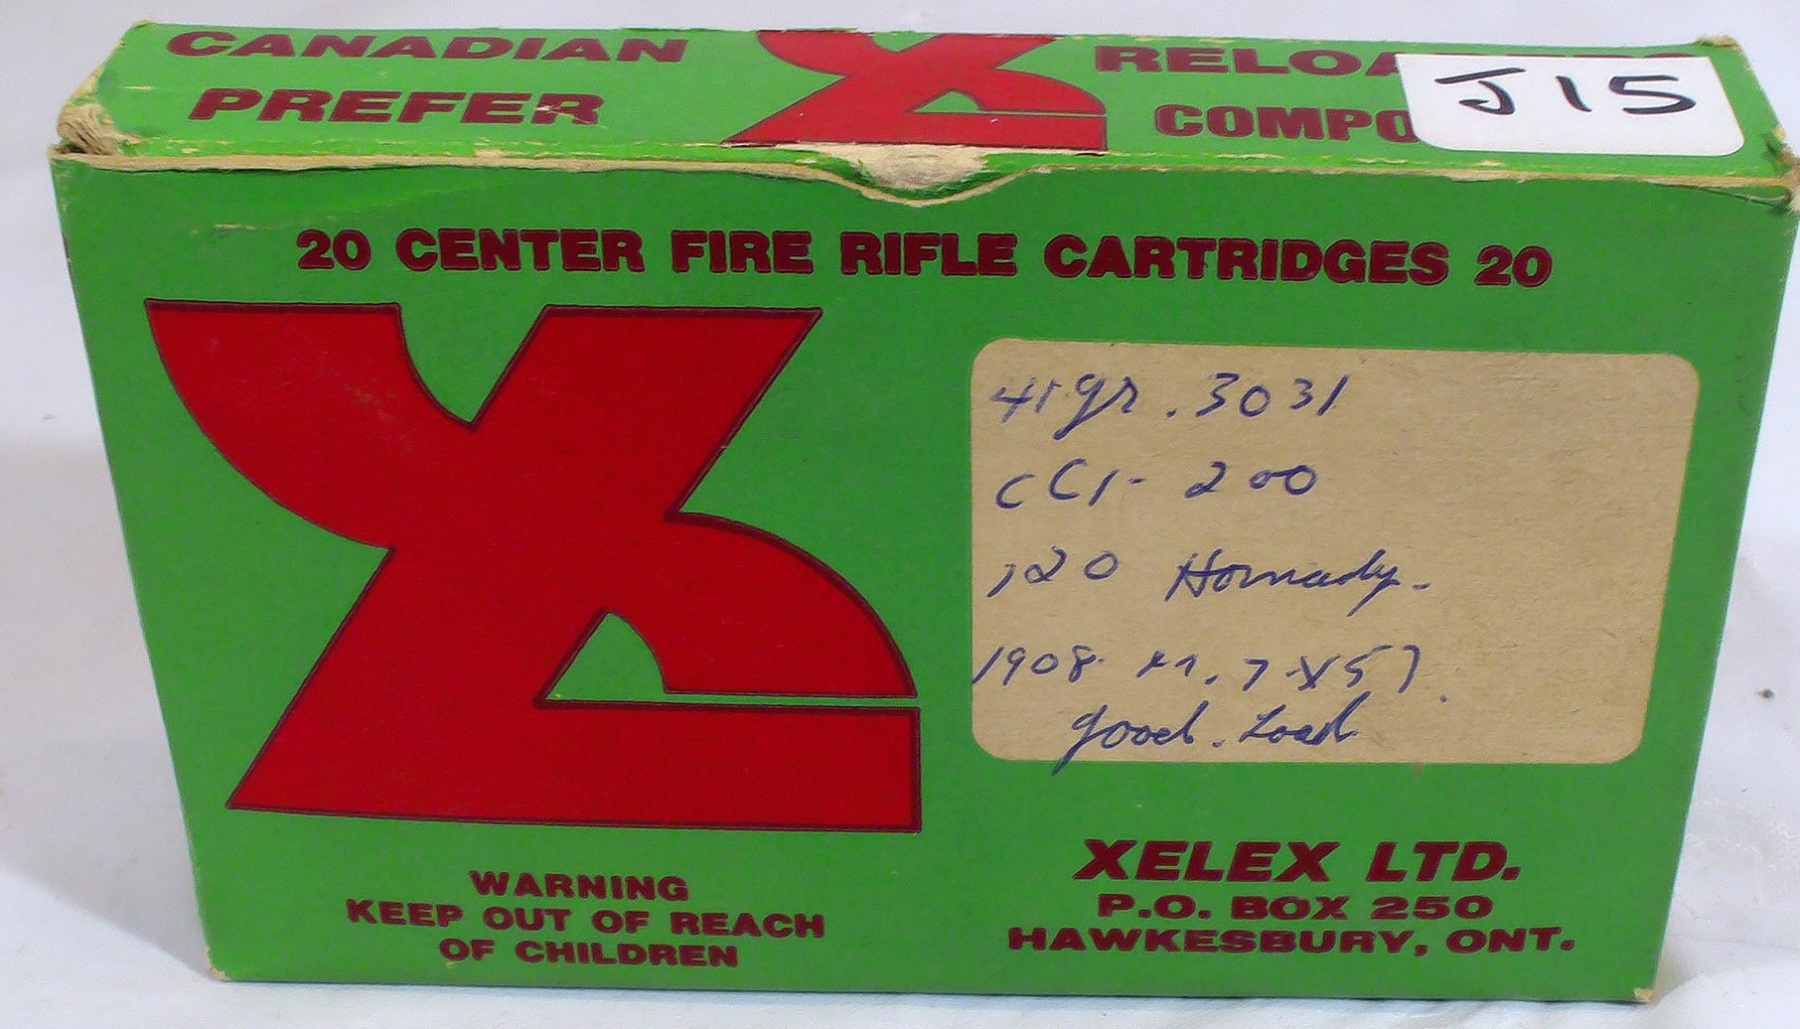 CANADIAN RELOA
PREFER COMPO
J15
20 CENTER FIRE RIFLE CARTRIDGES 20
41gr. 3031
CCI- 200
120 Hornady.
1908 M. 7X57.
good. Load
WARNING
KEEP OUT OF REACH
OF CHILDREN
XELEX LTD.
P.O. BOX 250
HAWKESBURY, ONT.